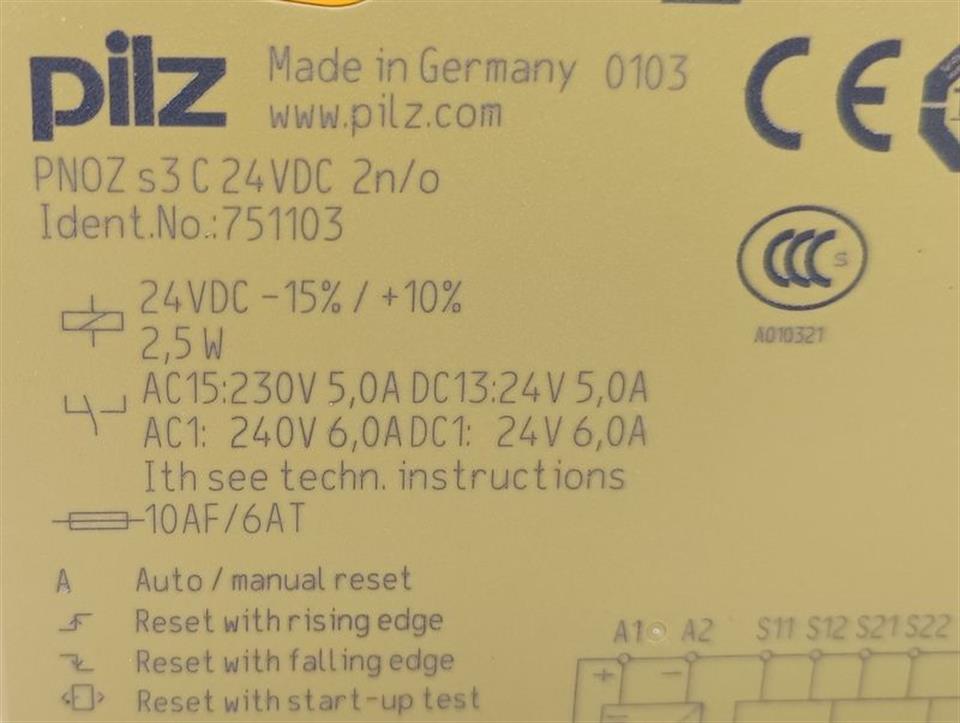 pilz Made in Germany 0103
www.pilz.com
PNOZ s3 C 24VDC 2n/o
Ident.No.:751103
CE
CCC S
A010321
24VDC -15% / +10%
2,5 W
AC15:230V 5,0A DC13:24V 5,0A
AC1: 240V 6,0A DC1: 24V 6,0A
Ith see techn. instructions
10AF/6AT
A Auto / manual reset
Reset with rising edge
Reset with falling edge
Reset with start-up test
A1 A2 S11 S12 S21 S22
+ −